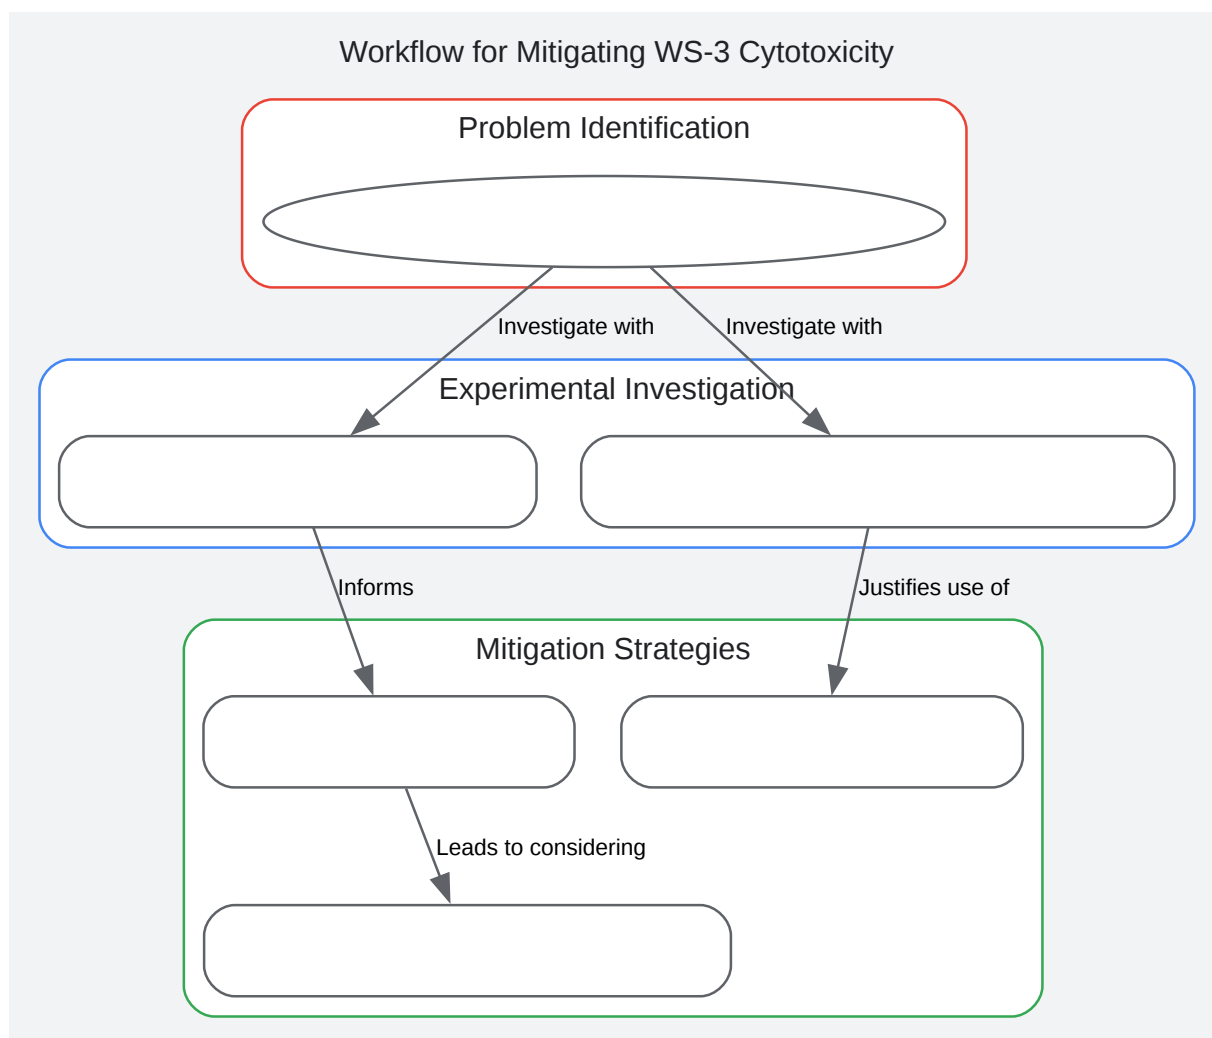 Workflow for Mitigating WS-3 Cytotoxicity
Problem Identification
Investigate with
Investigate with
Experimental Investigation
Informs
Justifies use of
Mitigation Strategies
Leads to considering